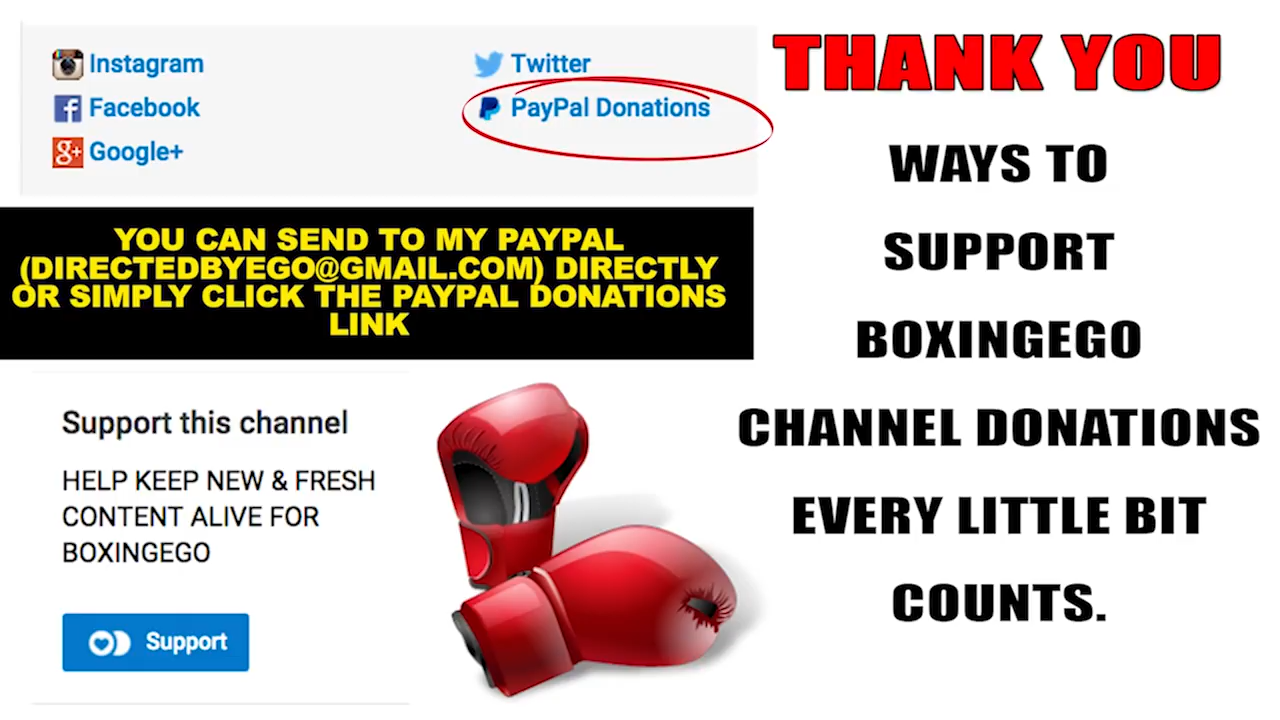 Instagram
Twitter
Facebook
PayPal Donations
Google+
YOU CAN SEND TO MY PAYPAL
(DIRECTEDBYEGO@GMAIL.COM) DIRECTLY
OR SIMPLY CLICK THE PAYPAL DONATIONS
LINK
Support this channel
HELP KEEP NEW & FRESH
CONTENT ALIVE FOR
BOXINGEGO
Support
THANK YOU
WAYS TO
SUPPORT
BOXINGEGO
CHANNEL DONATIONS
EVERY LITTLE BIT
COUNTS.